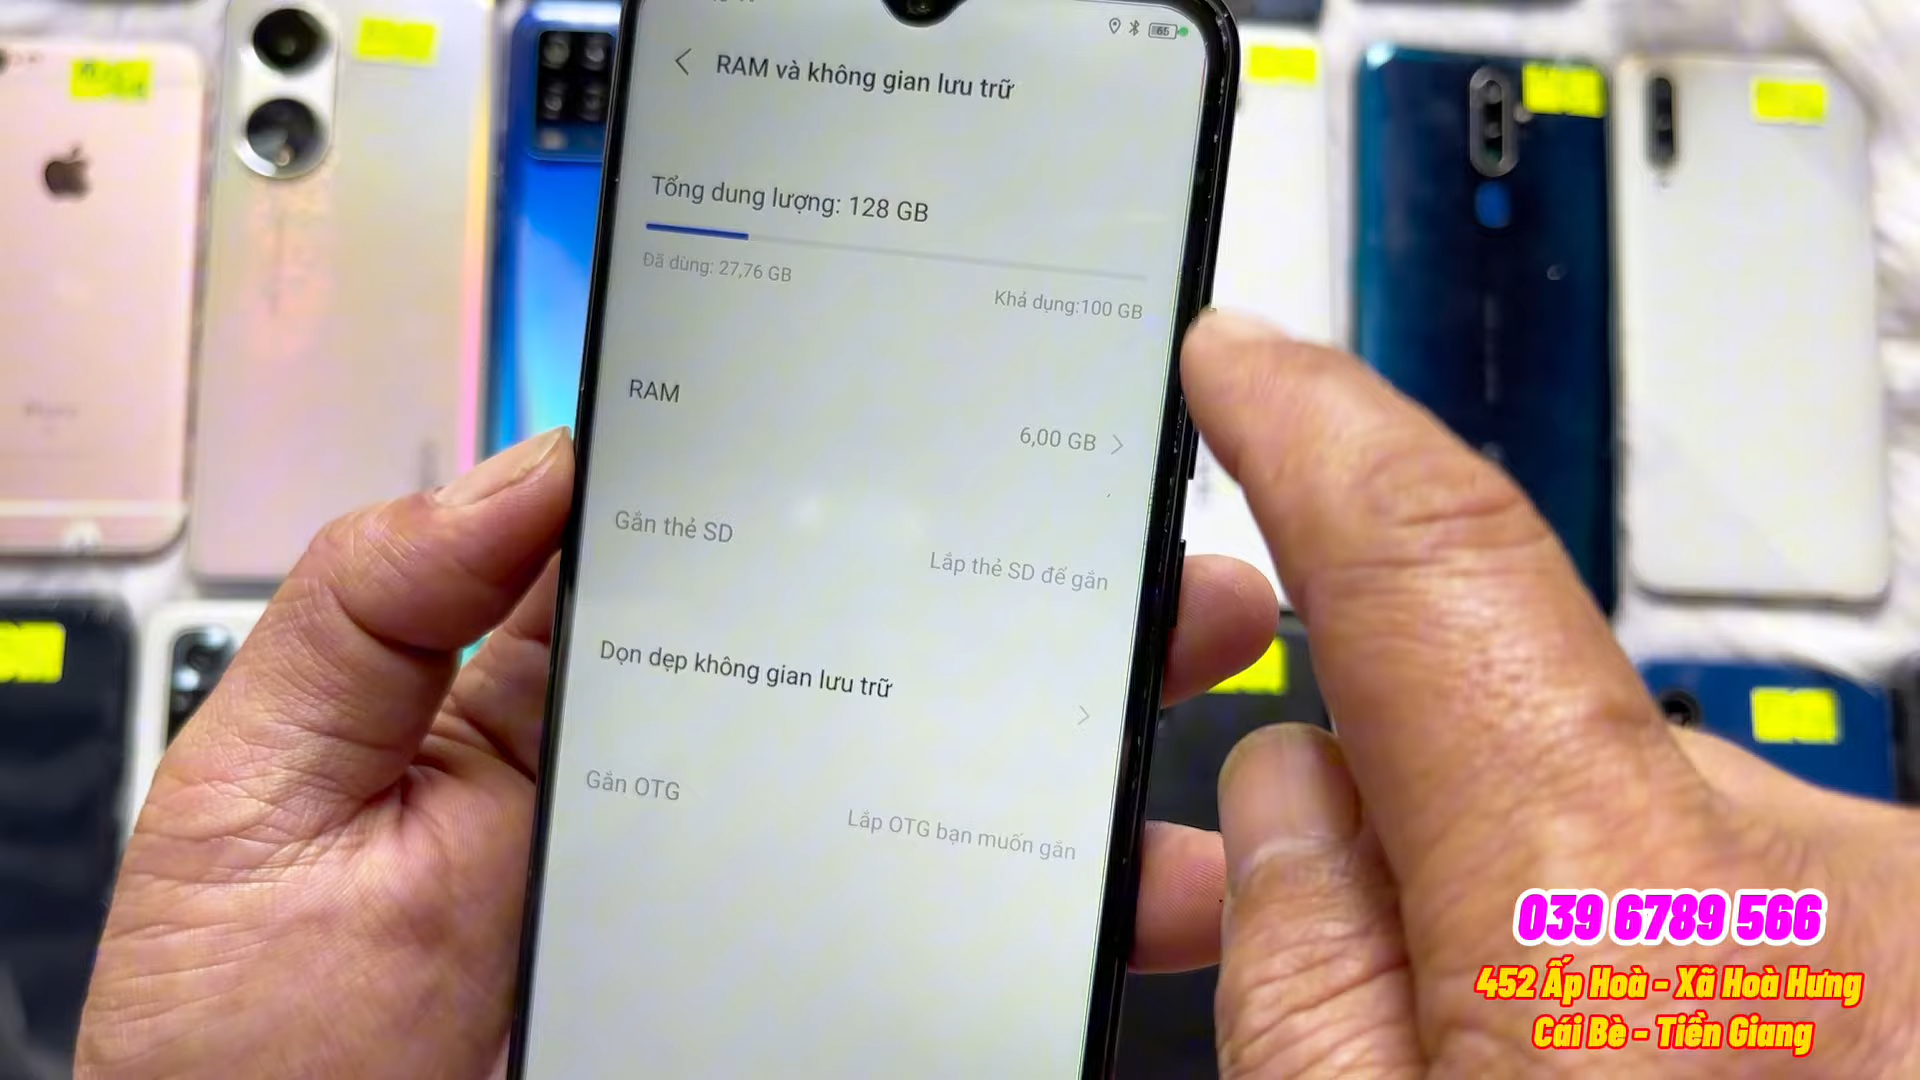 65
RAM và không gian lưu trữ
Tổng dung lượng: 128 GB
Đã dùng: 27,76 GB
Khả dụng:100 GB
RAM
6,00 GB
Gắn thẻ SD
Lắp thẻ SD để gắn
Dọn dẹp không gian lưu trữ
Gắn OTG
Lắp OTG bạn muốn gắn
039 6789 566
452 Ấp Hoà - Xã Hoà Hưng
Cái Bè - Tiền Giang